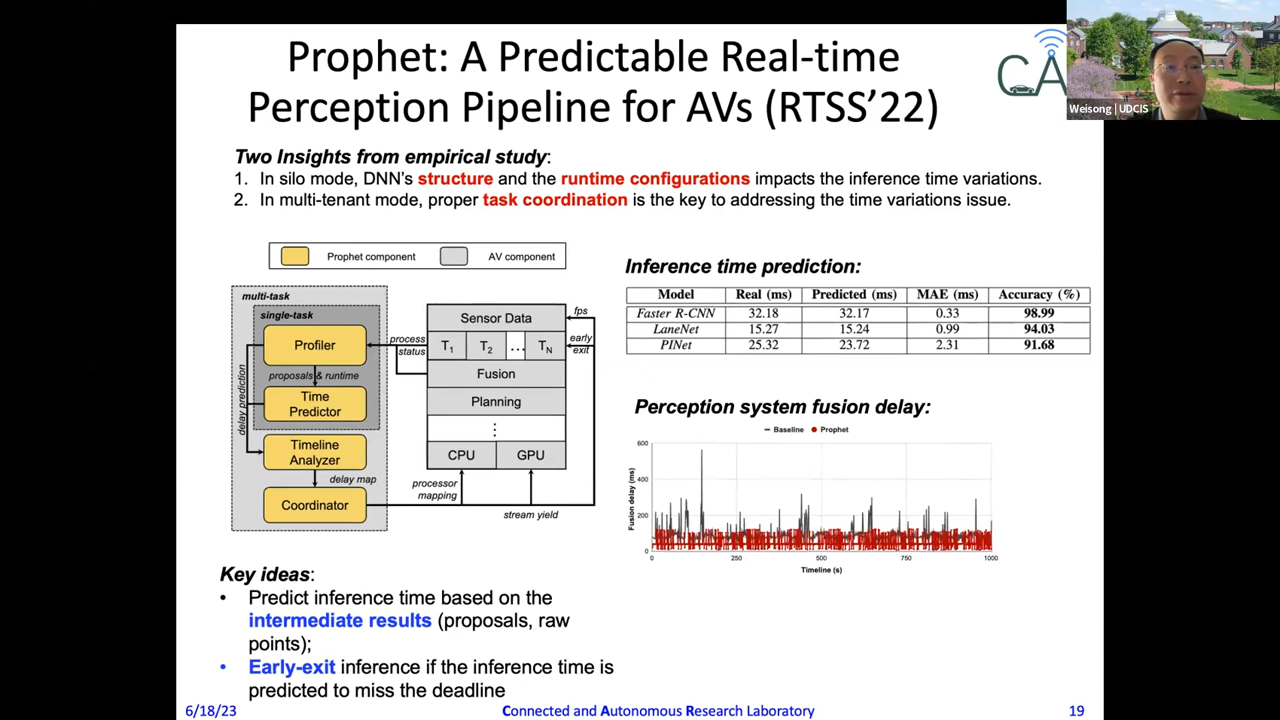 Prophet: A Predictable Real-time
Perception Pipeline for AVs (RTSS'22)
CA
Weisong | UDCIS
Two Insights from empirical study:
1. In silo mode, DNN's structure and the runtime configurations impacts the inference time variations.
2. In multi-tenant mode, proper task coordination is the key to addressing the time variations issue.
Prophet component
AV component
multi-task
single-task
Profiler
proposals & runtime
Time
Predictor
delay prediction
Timeline
Analyzer
delay map
Coordinator
process
status
Sensor Data
T1 T2 ... TN
Fusion
Planning
⋮
CPU GPU
fps
early
exit
processor
mapping
stream yield
Inference time prediction:
Model Real (ms) Predicted (ms) MAE (ms) Accuracy (%)
Faster R-CNN 32.18 32.17 0.33 98.99
LaneNet 15.27 15.24 0.99 94.03
PINet 25.32 23.72 2.31 91.68
Perception system fusion delay:
Baseline Prophet
Fusion delay (ms)
600
400
200
0
0 250 500 750 1000
Timeline (s)
Key ideas:
• Predict inference time based on the
intermediate results (proposals, raw
points);
• Early-exit inference if the inference time is
predicted to miss the deadline
6/18/23
Connected and Autonomous Research Laboratory
19